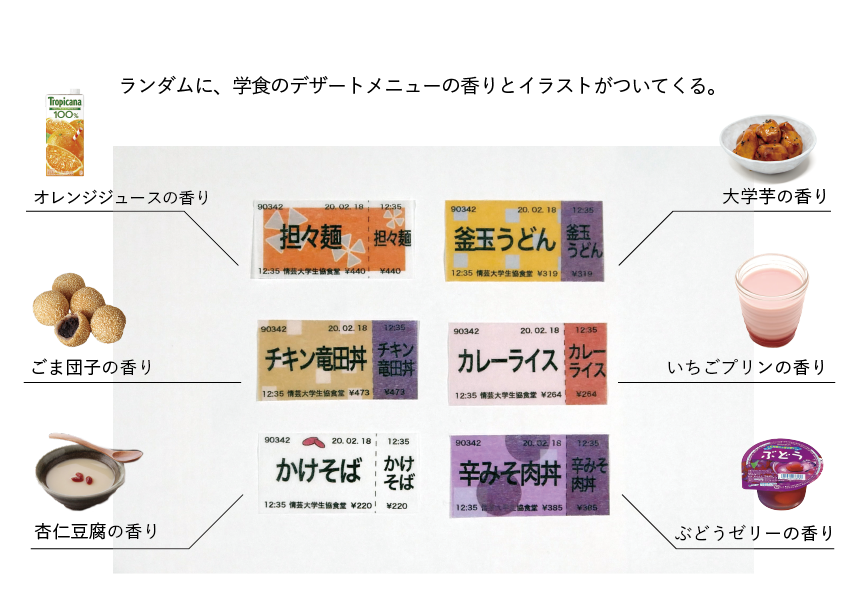 ランダムに、学食のデザートメニューの香りとイラストがついてくる。
Tropicana
100%
オレンジジュースの香り
大学芋の香り
90342 20.02.18 12:35
担々麺 担々麺
12:35 情芸大学生協食堂 ¥440 ¥440
90342 20.02.18 12:35
釜玉うどん 釜玉
うどん
12:35 情芸大学生協食堂 ¥319 ¥319
ごま団子の香り
いちごプリンの香り
90342 20.02.18 12:35
チキン竜田丼 チキン
竜田丼
12:35 情芸大学生協食堂 ¥473 ¥473
90342 20.02.18 12:35
カレーライス カレー
ライス
12:35 情芸大学生協食堂 ¥264 ¥264
杏仁豆腐の香り
ぶどう
ぶどうゼリーの香り
90342 20.02.18 12:35
かけそば かけ
そば
12:35 情芸大学生協食堂 ¥220 ¥220
90342 20.02.18 12:35
辛みそ肉丼 辛みそ
肉丼
12:35 情芸大学生協食堂 ¥385 ¥385